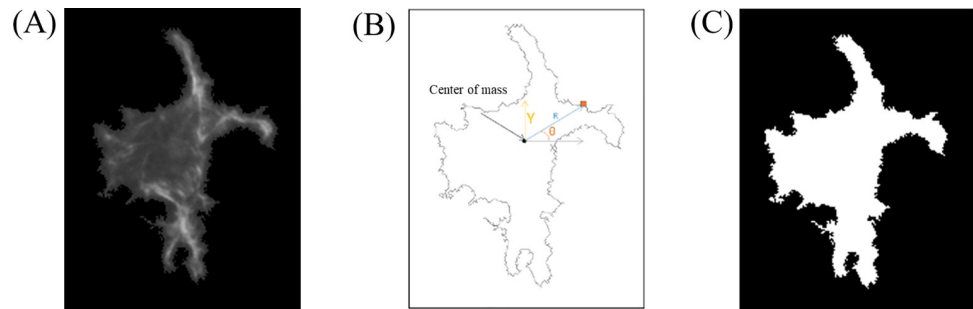 (A)
(B)
(C)
Center of mass
Y
R
θ
X